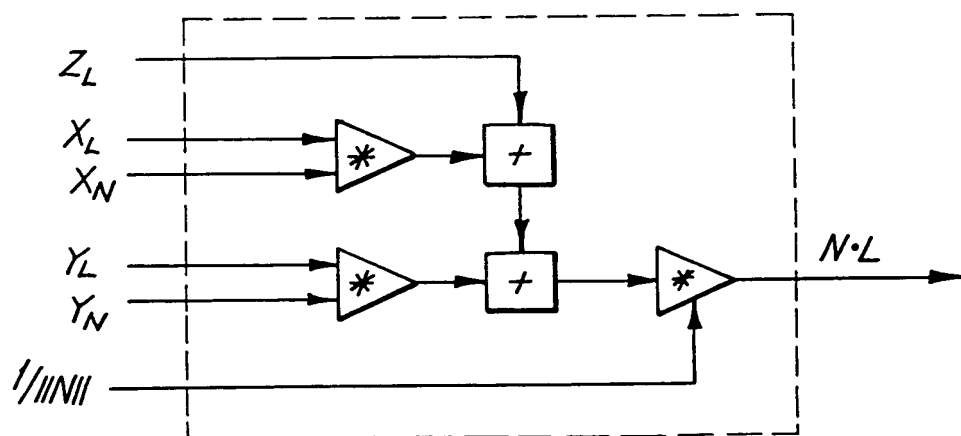 Z_L
X_L
*
+
X_N
Y_L
*
+
*
N·L
Y_N
1/||N||